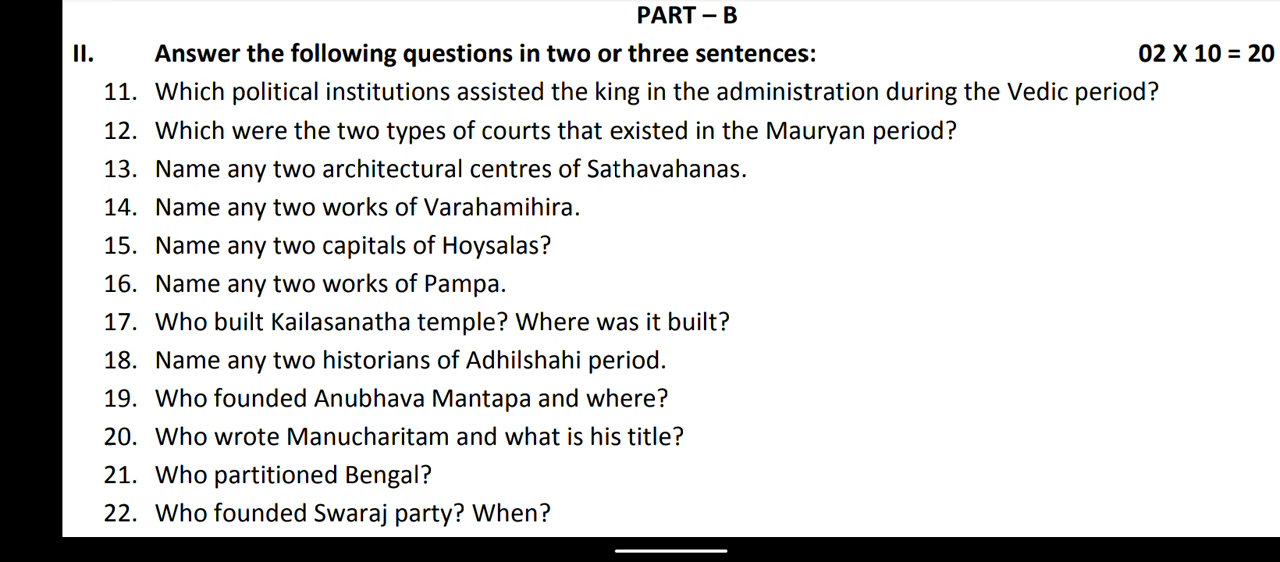 PART – B
II. Answer the following questions in two or three sentences: 02 X 10 = 20
11. Which political institutions assisted the king in the administration during the Vedic period?
12. Which were the two types of courts that existed in the Mauryan period?
13. Name any two architectural centres of Sathavahanas.
14. Name any two works of Varahamihira.
15. Name any two capitals of Hoysalas?
16. Name any two works of Pampa.
17. Who built Kailasanatha temple? Where was it built?
18. Name any two historians of Adhilshahi period.
19. Who founded Anubhava Mantapa and where?
20. Who wrote Manucharitam and what is his title?
21. Who partitioned Bengal?
22. Who founded Swaraj party? When?